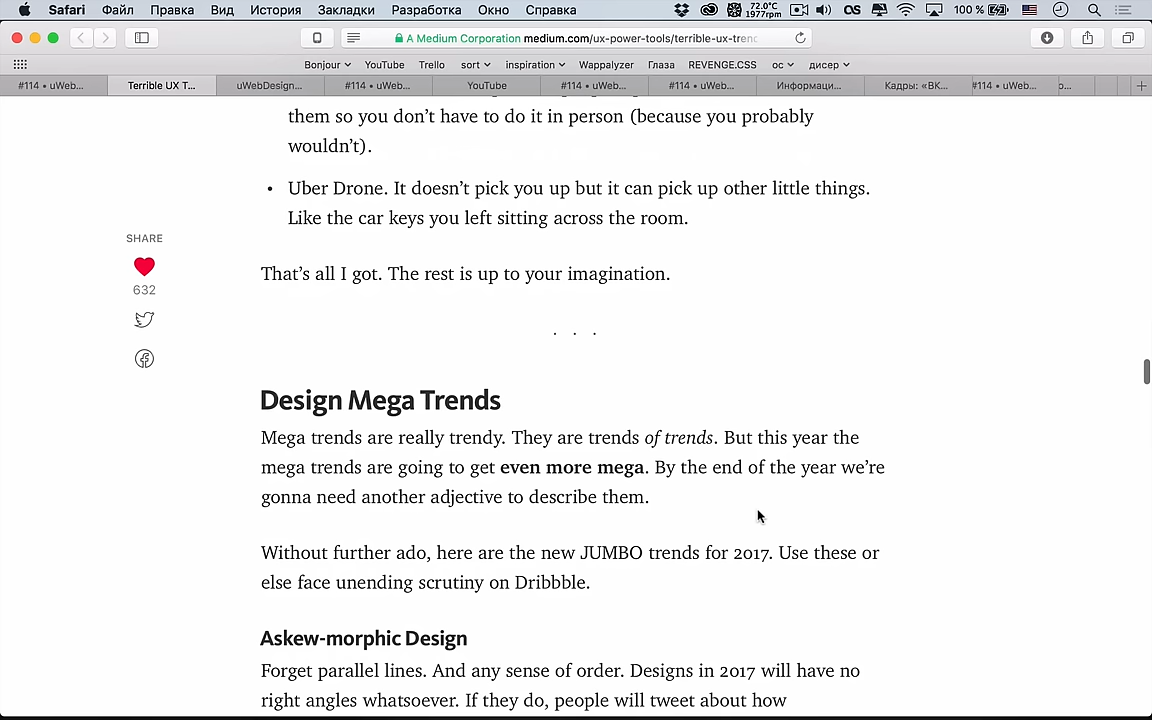 Safari Файл Правка Вид История Закладки Разработка Окно Справка 72.0°C 1977rpm 100 %
A Medium Corporation medium.com/ux-power-tools/terrible-ux-trend
Bonjour YouTube Trello sort inspiration Wappalyzer Глаза REVENGE.CSS ос дисер
#114 • uWeb... Terrible UX T... uWebDesign... #114 • uWeb... YouTube #114 • uWeb... #114 • uWeb... Информаци... Кадры: «ВК... #114 • uWeb...
them so you don’t have to do it in person (because you probably
wouldn’t).
• Uber Drone. It doesn’t pick you up but it can pick up other little things.
Like the car keys you left sitting across the room.
SHARE
632
That’s all I got. The rest is up to your imagination.
. . .
Design Mega Trends
Mega trends are really trendy. They are trends of trends. But this year the
mega trends are going to get even more mega. By the end of the year we’re
gonna need another adjective to describe them.
Without further ado, here are the new JUMBO trends for 2017. Use these or
else face unending scrutiny on Dribbble.
Askew-morphic Design
Forget parallel lines. And any sense of order. Designs in 2017 will have no
right angles whatsoever. If they do, people will tweet about how